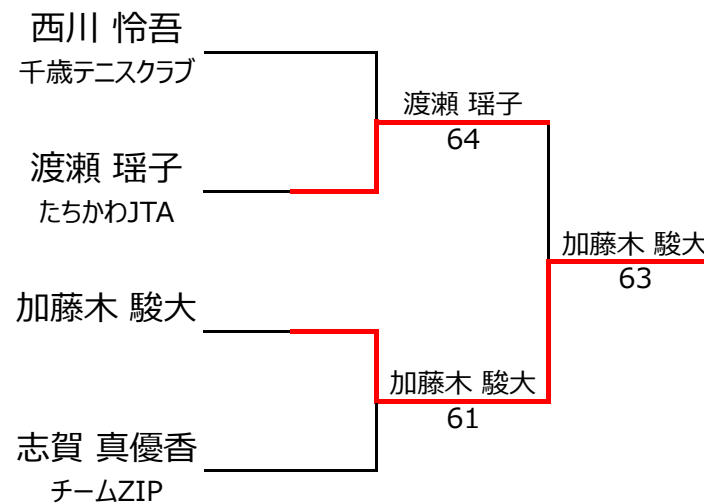 西川 怜吾
千歳テニスクラブ
渡瀬 瑶子
64
渡瀬 瑶子
たちかわJTA
加藤木 駿大
63
加藤木 駿大
加藤木 駿大
61
志賀 真優香
チームZIP